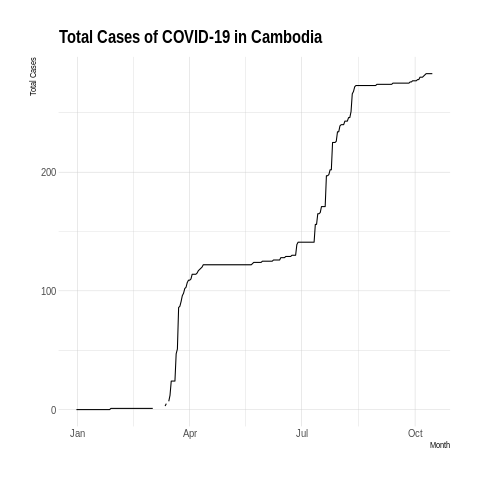 Total Cases of COVID-19 in Cambodia
Total Cases
200
100
0
Jan Apr Jul Oct
Month